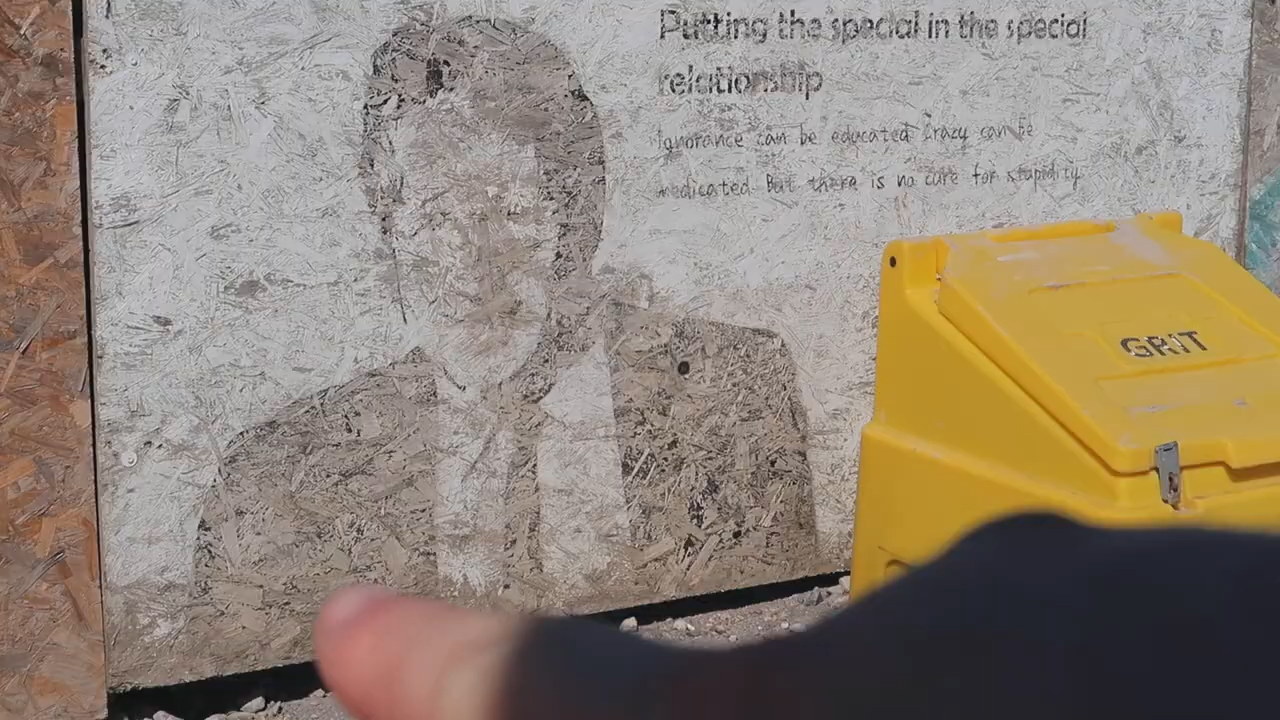 Putting the special in the special
relationship
Ignorance can be educated Crazy can be
medicated But there is no cure for stupidity
GRIT